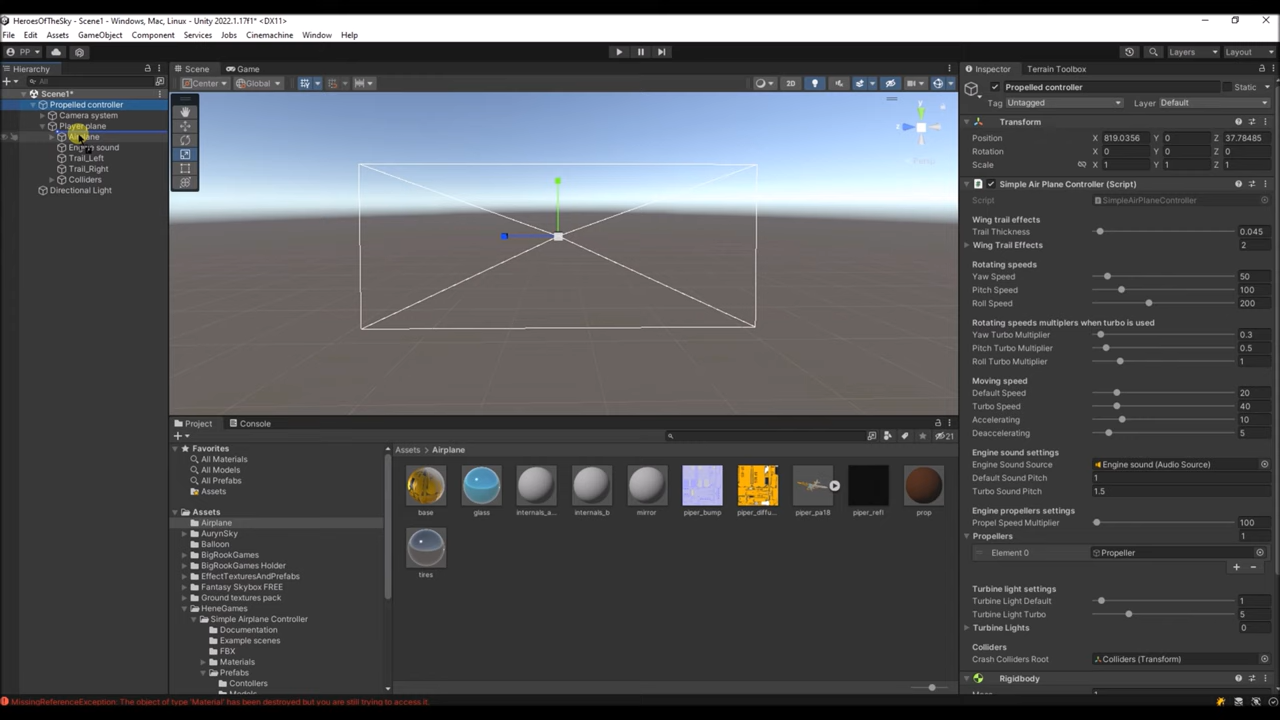 HeroesOfTheSky - Scene1 - Windows, Mac, Linux - Unity 2022.1.17f1* <DX11>
File Edit Assets GameObject Component Services Jobs Cinemachine Window Help
PP Layers Layout
Hierarchy Scene Game Inspector Terrain Toolbox
All Center Global 2D
Scene1*
Propelled controller
Camera system
Player plane
Airplane
Engine sound
Trail_Left
Trail_Right
Colliders
Directional Light
y
z
Persp
Propelled controller Static
Tag Untagged Layer Default
Transform
Position X 819.0356 Y 0 Z 37.78485
Rotation X 0 Y 0 Z 0
Scale X 1 Y 1 Z 1
Simple Air Plane Controller (Script)
Script SimpleAirPlaneController
Wing trail effects
Trail Thickness 0.045
Wing Trail Effects 2
Rotating speeds
Yaw Speed 50
Pitch Speed 100
Roll Speed 200
Rotating speeds multipliers when turbo is used
Yaw Turbo Multiplier 0.3
Pitch Turbo Multiplier 0.5
Roll Turbo Multiplier 1
Moving speed
Default Speed 20
Turbo Speed 40
Accelerating 10
Deaccelerating 5
Engine sound settings
Engine Sound Source Engine sound (Audio Source)
Default Sound Pitch 1
Turbo Sound Pitch 1.5
Engine propellers settings
Propel Speed Multiplier 100
Propellers 1
Element 0 Propeller
Turbine light settings
Turbine Light Default 1
Turbine Light Turbo 5
Turbine Lights 0
Colliders
Crash Colliders Root Colliders (Transform)
Rigidbody
Project Console
21
Favorites
All Materials
All Models
All Prefabs
Assets
Assets
Airplane
AurynSky
Balloon
BigRookGames
BigRookGames Holder
EffectTexturesAndPrefabs
Fantasy Skybox FREE
Ground textures pack
HeneGames
Simple Airplane Controller
Documentation
Example scenes
FBX
Materials
Prefabs
Contollers
Models
Assets > Airplane
base glass internals_a... internals_b mirror piper_bump piper_diffu... piper_pa18 piper_refl prop
tires
MissingReferenceException: The object of type 'Material' has been destroyed but you are still trying to access it.